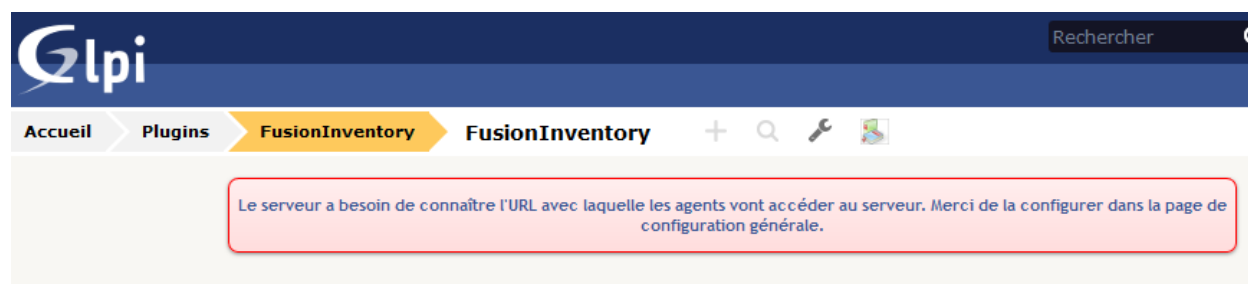 Glpi
Rechercher
Accueil Plugins FusionInventory FusionInventory
Le serveur a besoin de connaître l'URL avec laquelle les agents vont accéder au serveur. Merci de la configurer dans la page de
configuration générale.